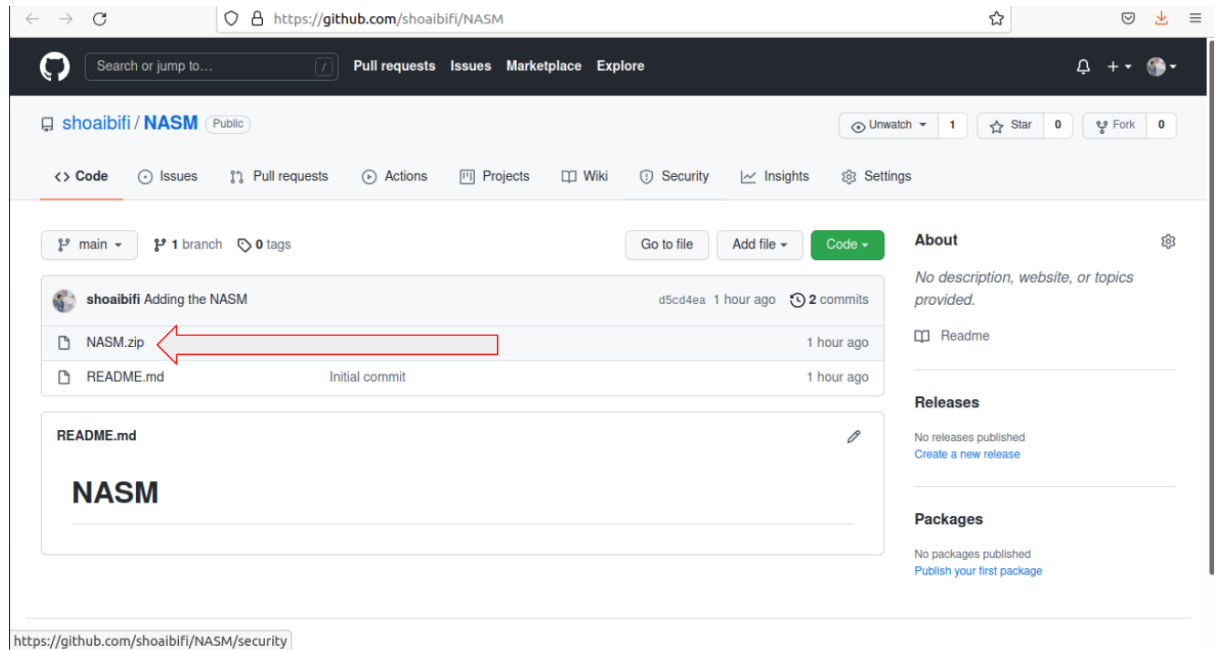 https://github.com/shoaibifi/NASM
Search or jump to... / Pull requests Issues Marketplace Explore
shoaibifi / NASM Public
Unwatch 1 Star 0 Fork 0
Code Issues Pull requests Actions Projects Wiki Security Insights Settings
main 1 branch 0 tags Go to file Add file Code
shoaibifi Adding the NASM d5cd4ea 1 hour ago 2 commits
NASM.zip 1 hour ago
README.md Initial commit 1 hour ago
README.md
NASM
About
No description, website, or topics
provided.
Readme
Releases
No releases published
Create a new release
Packages
No packages published
Publish your first package
https://github.com/shoaibifi/NASM/security